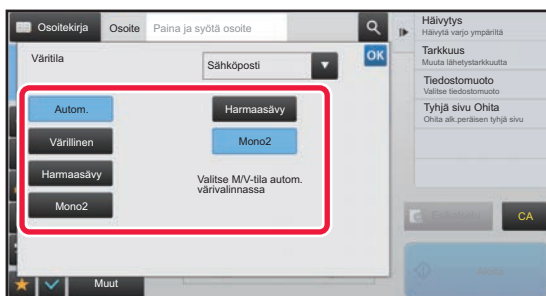 Osoitekirja
Osoite
Paina ja syötä osoite
Väritila
Sähköposti
OK
Autom.
Harmaasävy
Värillinen
Mono2
Harmaasävy
Valitse M/V-tila autom.
värivalinnassa
Mono2
Muut
Häivytys
Häivytä varjo ympäriltä
Tarkkuus
Muuta lähetystarkkuutta
Tiedostomuoto
Valitse tiedostomuoto
Tyhjä sivu Ohita
Ohita alk.peräisen tyhjä sivu
CA